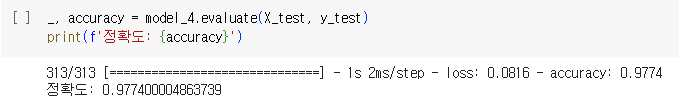 [ ] _, accuracy = model_4.evaluate(X_test, y_test)
print(f'정확도: {accuracy}')
313/313 [==============================] - 1s 2ms/step - loss: 0.0816 - accuracy: 0.9774
정확도: 0.977400004863739